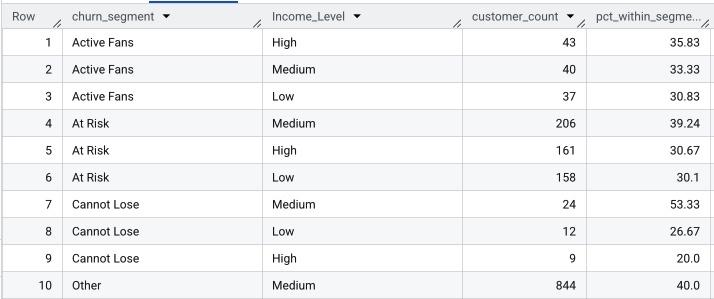 Row churn_segment Income_Level customer_count pct_within_segme...
1 Active Fans High 43 35.83
2 Active Fans Medium 40 33.33
3 Active Fans Low 37 30.83
4 At Risk Medium 206 39.24
5 At Risk High 161 30.67
6 At Risk Low 158 30.1
7 Cannot Lose Medium 24 53.33
8 Cannot Lose Low 12 26.67
9 Cannot Lose High 9 20.0
10 Other Medium 844 40.0